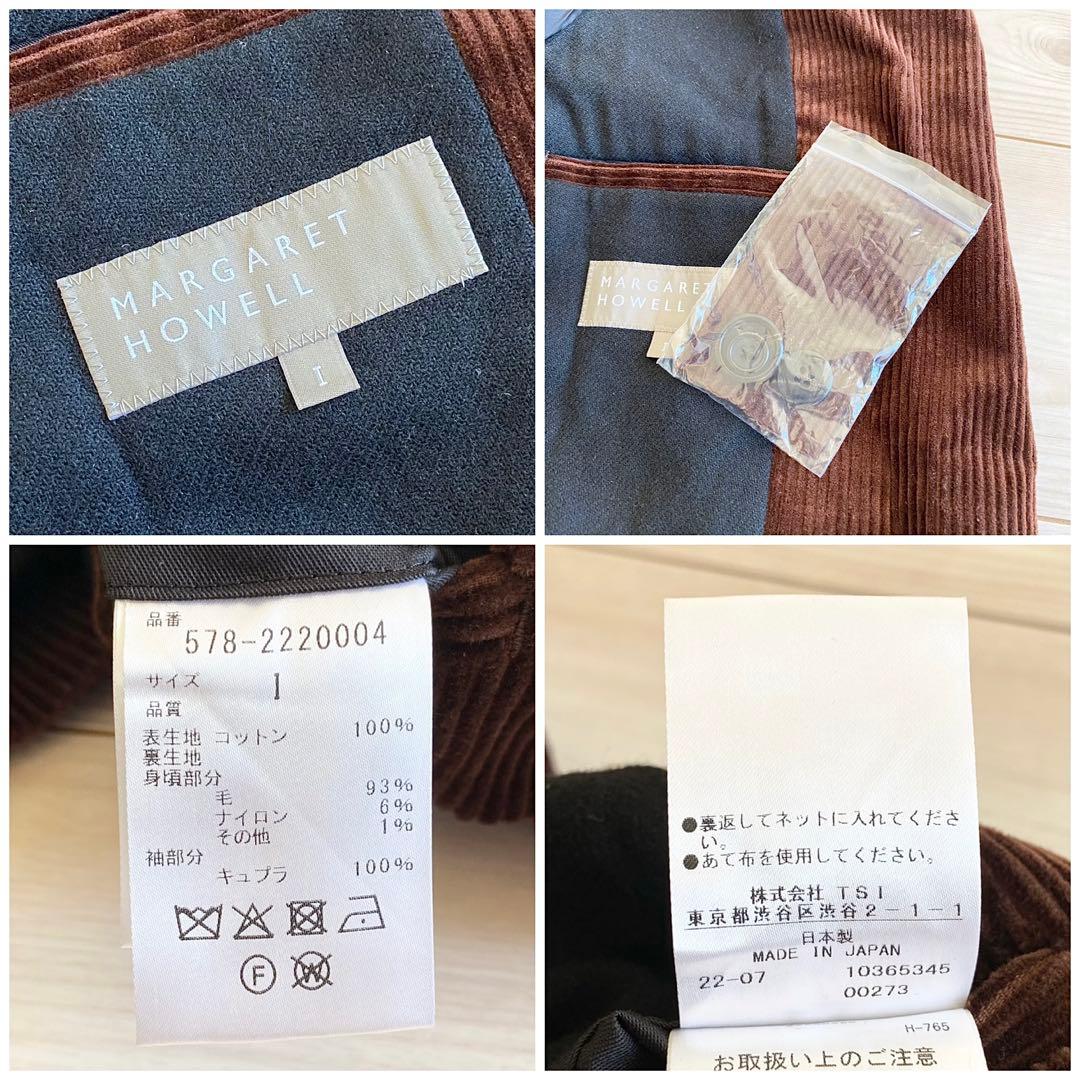 MARGARET
HOWELL
I
MARGARET
HOWELL
I
品番
578-2220004
サイズ I
品質
表生地 コットン 100%
裏生地
身頃部分
毛 93%
ナイロン 6%
その他 1%
袖部分
キュプラ 100%
F
W
●裏返してネットに入れてくださ
い。
●あて布を使用してください。
株式会社 TSI
東京都渋谷区渋谷2-1-1
日本製
MADE IN JAPAN
22-07 10365345
00273
H-765
お取扱い上のご注意